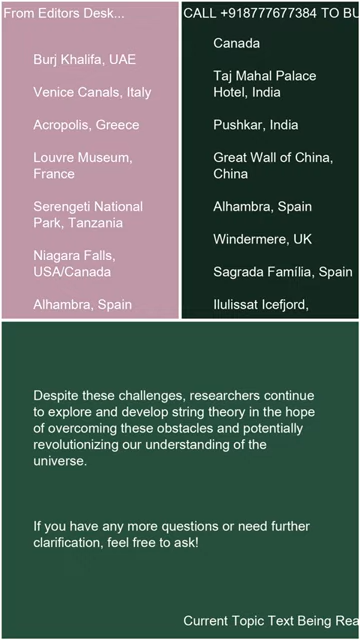 From Editors Desk...
Burj Khalifa, UAE
Venice Canals, Italy
Acropolis, Greece
Louvre Museum,
France
Serengeti National
Park, Tanzania
Niagara Falls,
USA/Canada
Alhambra, Spain
CALL +918777677384 TO BU
Canada
Taj Mahal Palace
Hotel, India
Pushkar, India
Great Wall of China,
China
Alhambra, Spain
Windermere, UK
Sagrada Família, Spain
Ilulissat Icefjord,
Despite these challenges, researchers continue
to explore and develop string theory in the hope
of overcoming these obstacles and potentially
revolutionizing our understanding of the
universe.
If you have any more questions or need further
clarification, feel free to ask!
Current Topic Text Being Rea